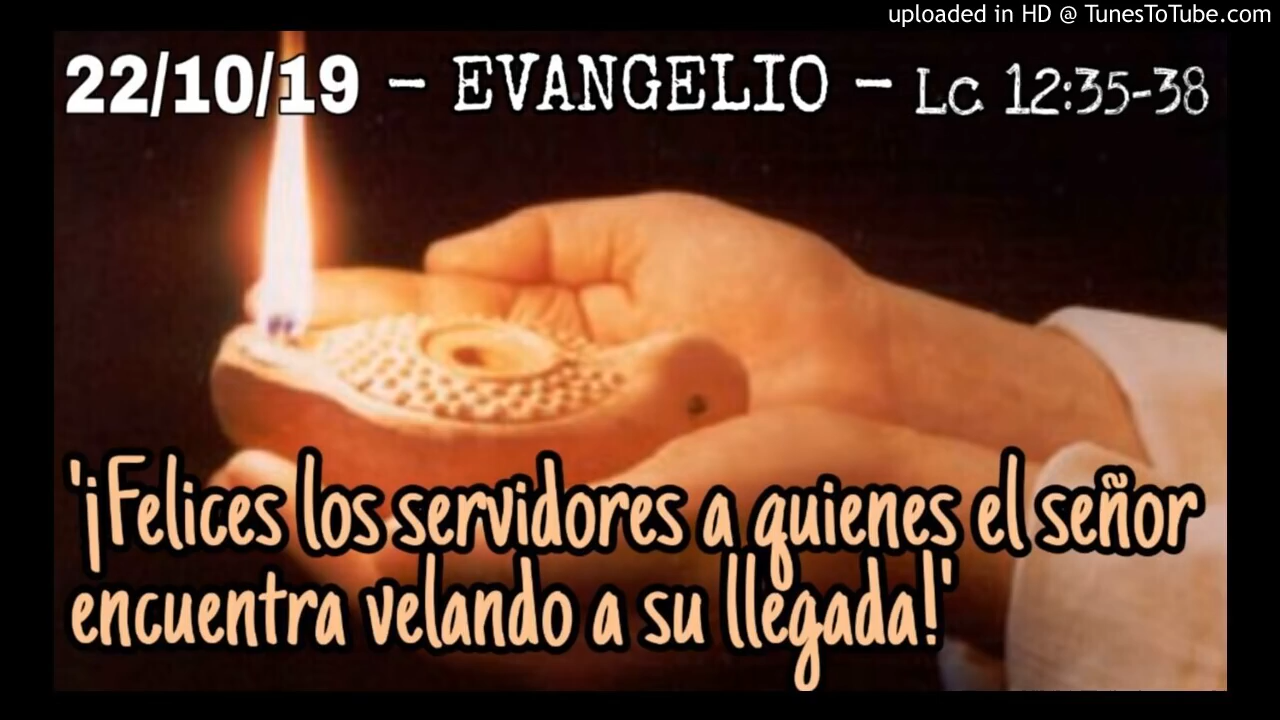 uploaded in HD @ TunesToTube.com
22/10/19 - EVANGELIO - Lc 12:35-38
'¡Felices los servidores a quienes el señor
encuentra velando a su llegada!'